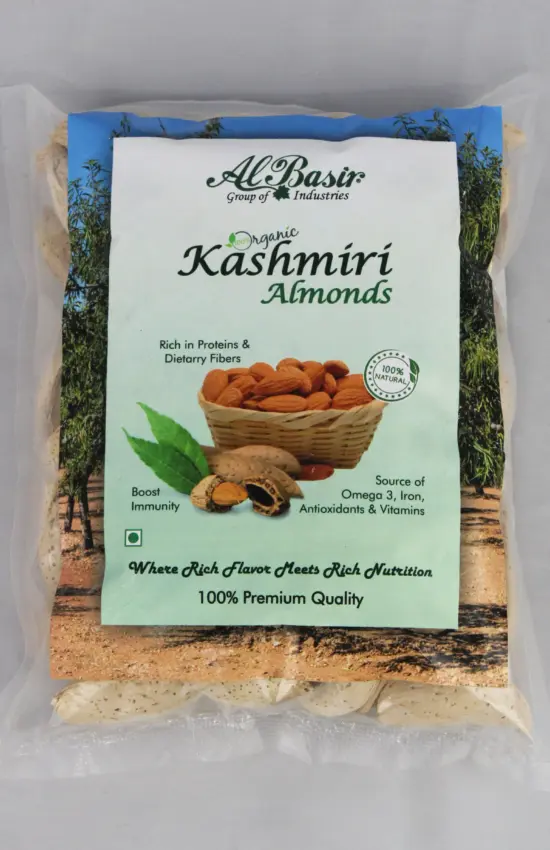 Al Basir
Group of Industries
Organic
Kashmiri
Almonds
Rich in Proteins &
Dietarry Fibers
100%
NATURAL
Boost
Immunity
Source of
Omega 3, Iron,
Antioxidants & Vitamins
Where Rich Flavor Meets Rich Nutrition
100% Premium Quality